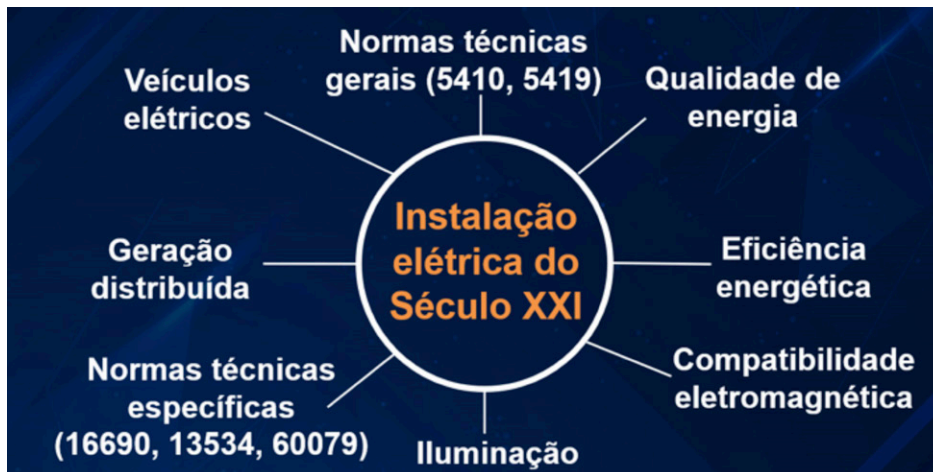 Normas técnicas
gerais (5410, 5419)
Veículos
elétricos
Qualidade de
energia
Instalação
elétrica do
Século XXI
Geração
distribuída
Eficiência
energética
Normas técnicas
específicas
(16690, 13534, 60079)
Compatibilidade
eletromagnética
Iluminação